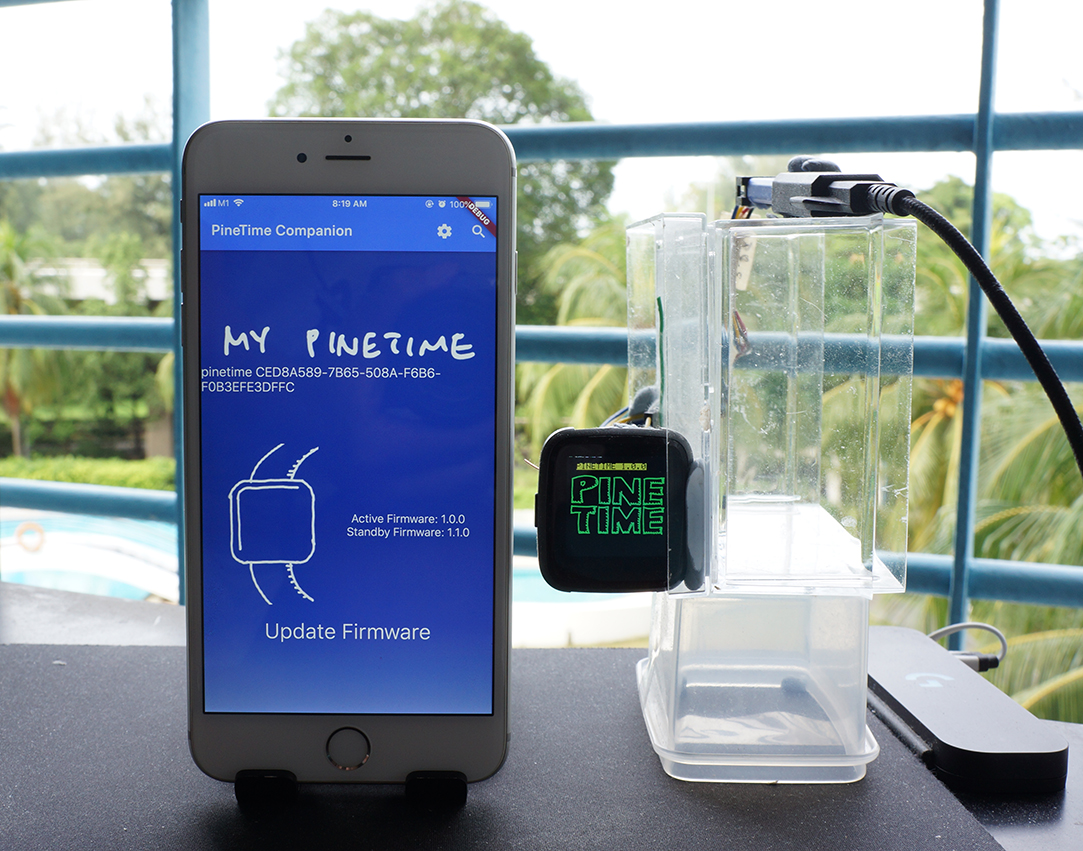 M1 8:19 AM 100%
DEBUG
PineTime Companion
MY PINETIME
pinetime CED8A589-7B65-508A-F6B6-
F0B3EFE3DFFC
Active Firmware: 1.0.0
Standby Firmware: 1.1.0
Update Firmware
PINETIME 1.0.0
PINE
TIME